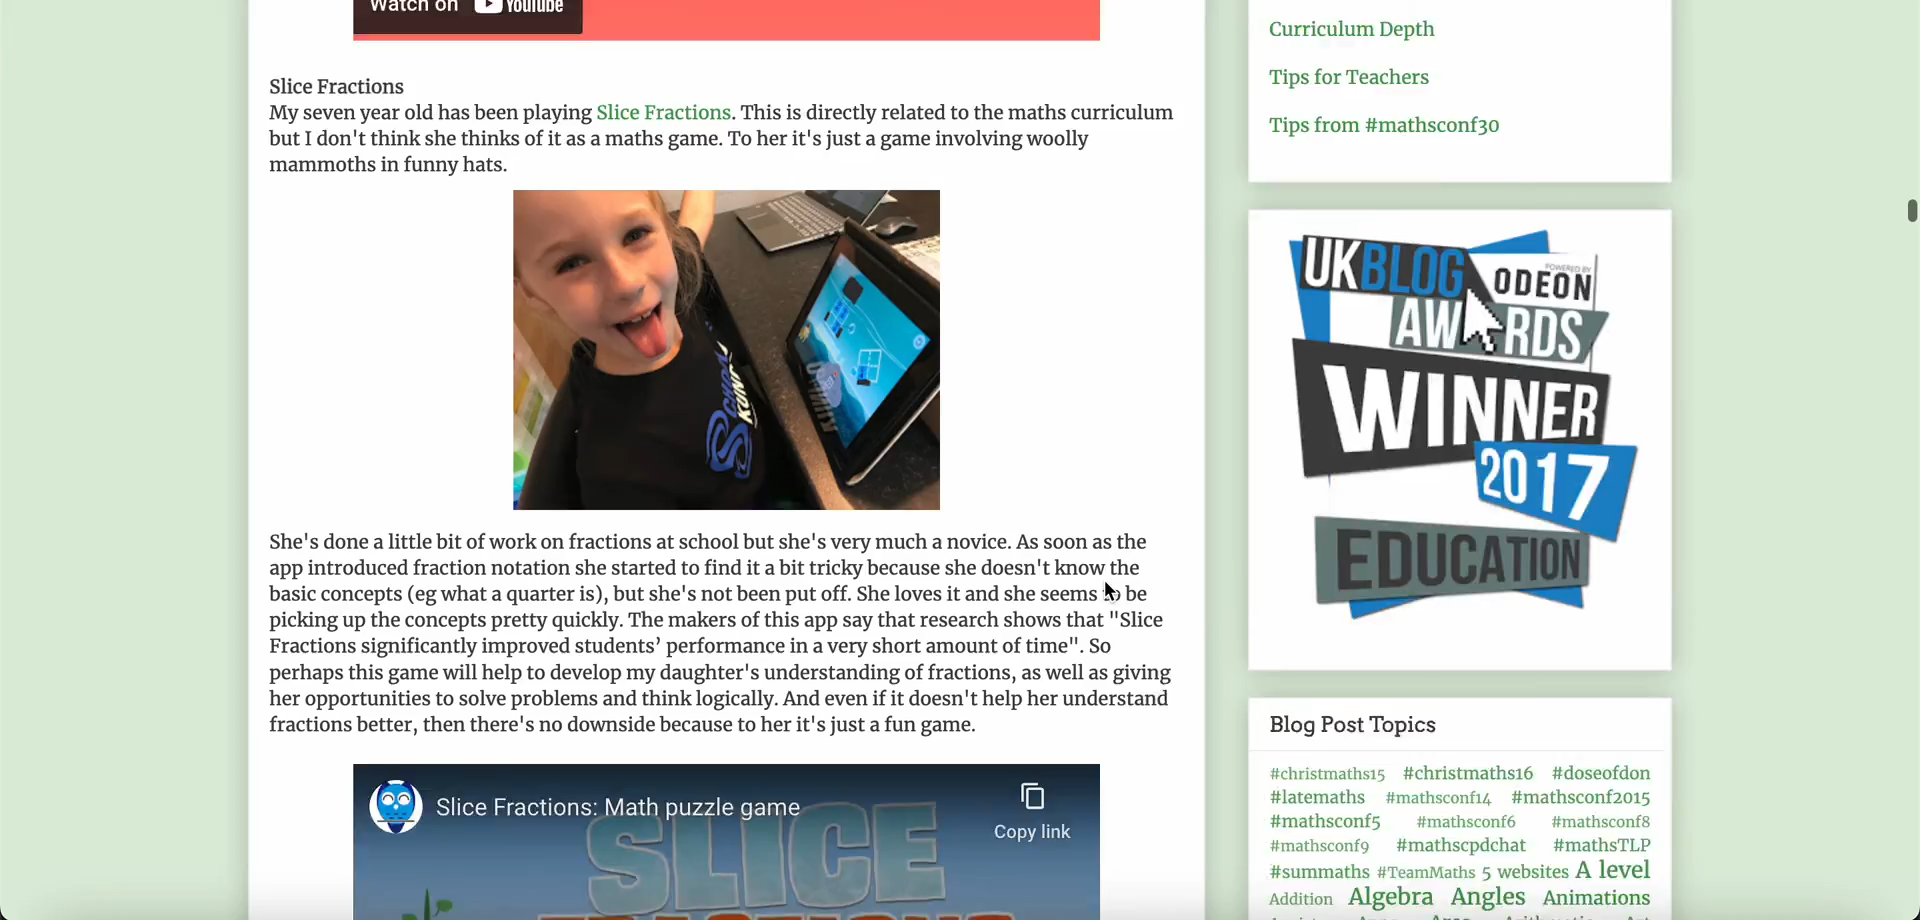 Watch on YouTube
Slice Fractions
My seven year old has been playing Slice Fractions. This is directly related to the maths curriculum
but I don't think she thinks of it as a maths game. To her it's just a game involving woolly
mammoths in funny hats.
She's done a little bit of work on fractions at school but she's very much a novice. As soon as the
app introduced fraction notation she started to find it a bit tricky because she doesn't know the
basic concepts (eg what a quarter is), but she's not been put off. She loves it and she seems be
picking up the concepts pretty quickly. The makers of this app say that research shows that "Slice
Fractions significantly improved students’ performance in a very short amount of time". So
perhaps this game will help to develop my daughter's understanding of fractions, as well as giving
her opportunities to solve problems and think logically. And even if it doesn't help her understand
fractions better, then there's no downside because to her it's just a fun game.
Slice Fractions: Math puzzle game
Copy link
SLICE
Curriculum Depth
Tips for Teachers
Tips from #mathsconf30
UKBLOG
POWERED BY
ODEON
AWARDS
WINNER
2017
EDUCATION
Blog Post Topics
#christmaths15 #christmaths16 #doseofdon
#latemaths #mathsconf14 #mathsconf2015
#mathsconf5 #mathsconf6 #mathsconf8
#mathsconf9 #mathscpdchat #mathsTLP
#summaths #TeamMaths 5 websites A level
Addition Algebra Angles Animations